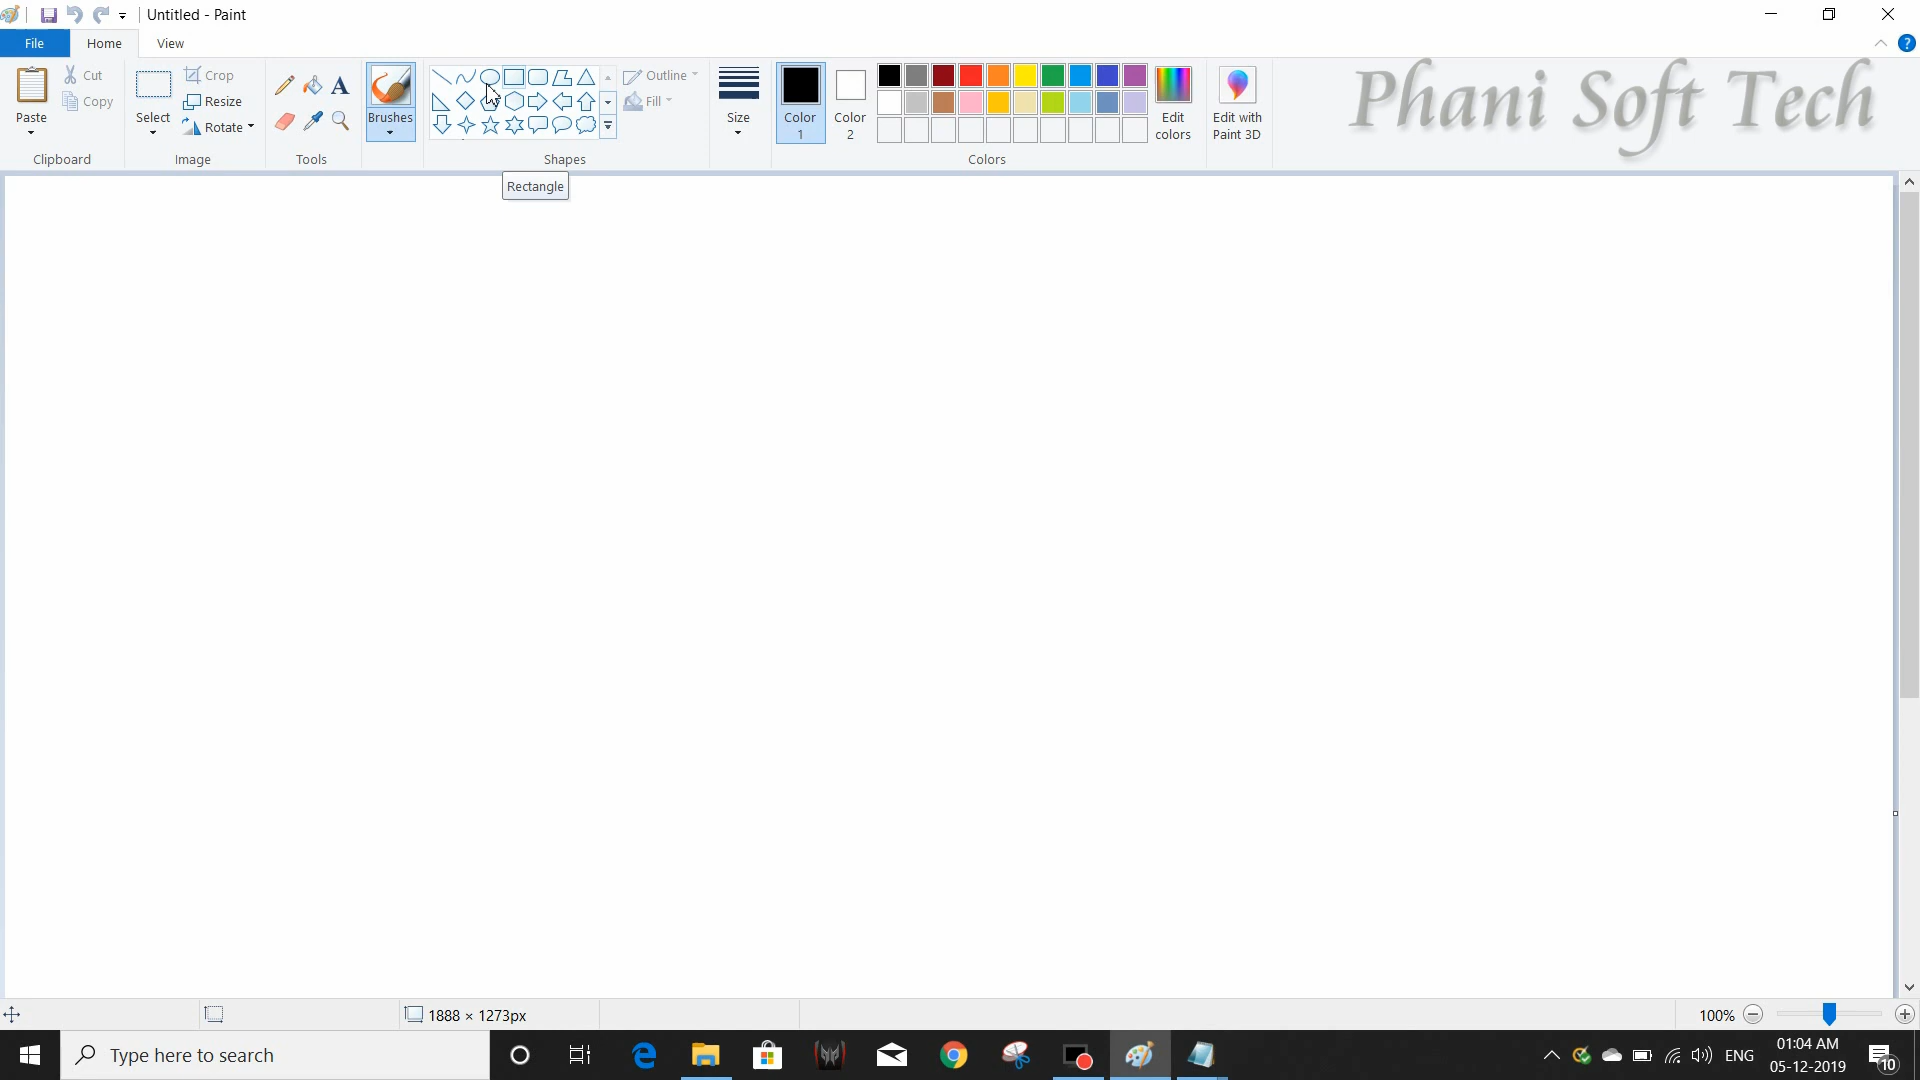 Untitled - Paint
File Home View
Paste Cut Copy
Clipboard
Select Crop Resize Rotate
Image
Tools
Brushes
Outline Fill
Shapes
Size
Color 1 Color 2
Edit colors
Colors
Edit with Paint 3D
Phani Soft Tech
Rectangle
1888 × 1273px
100%
Type here to search
ENG
01:04 AM
05-12-2019
10